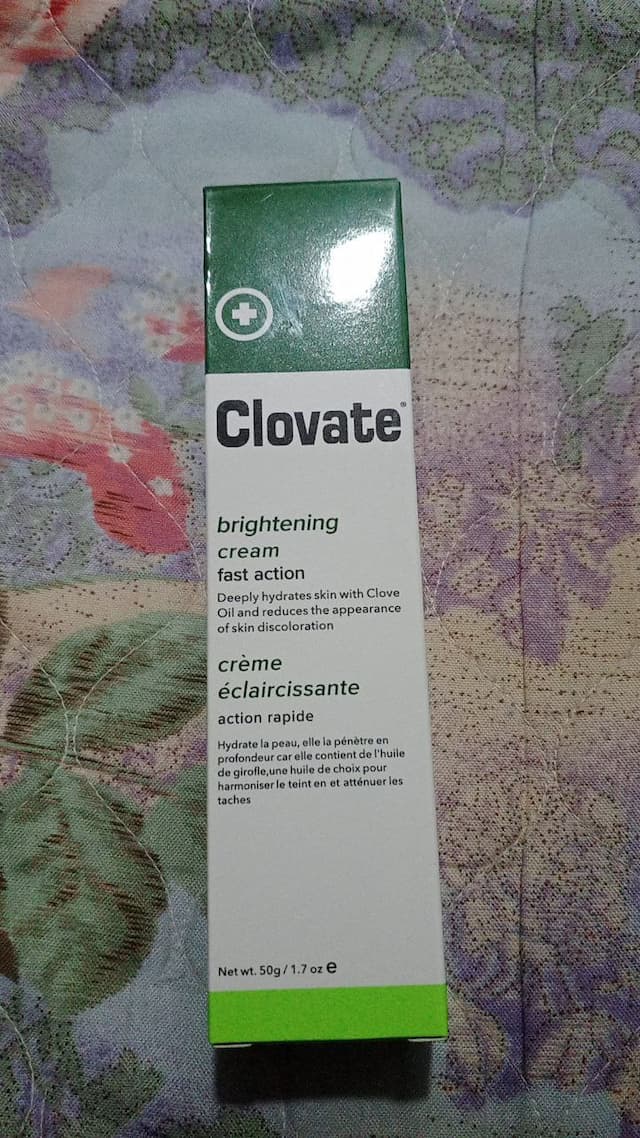 Clovate®
brightening
cream
fast action
Deeply hydrates skin with Clove
Oil and reduces the appearance
of skin discoloration
crème
éclaircissante
action rapide
Hydrate la peau, elle la pénètre en
profondeur car elle contient de l'huile
de girofle,une huile de choix pour
harmoniser le teint en et atténuer les
taches
Net wt. 50g / 1.7 oz e